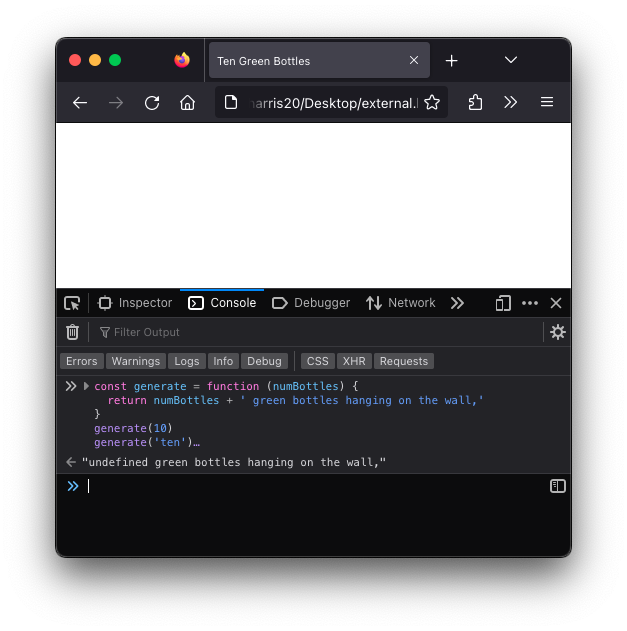 Ten Green Bottles
arris20/Desktop/external.
Inspector Console Debugger Network
Filter Output
Errors Warnings Logs Info Debug CSS XHR Requests
const generate = function (numBottles) {
return numBottles + ' green bottles hanging on the wall,'
}
generate(10)
generate('ten')…
"undefined green bottles hanging on the wall,"